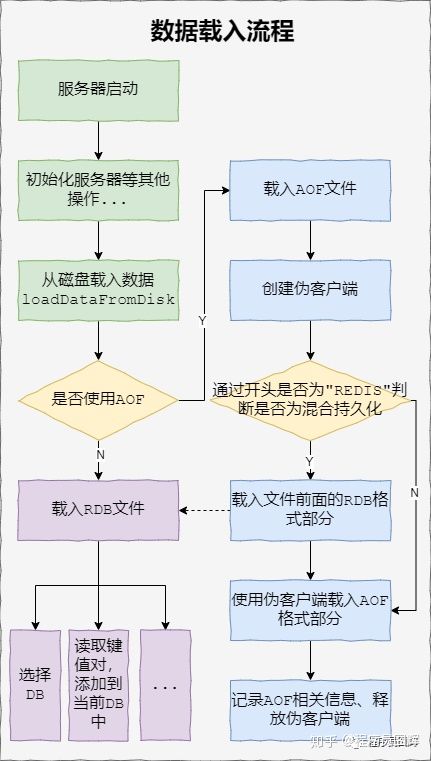 数据载入流程
服务器启动
初始化服务器等其他
操作...
从磁盘载入数据
loadDataFromDisk
是否使用AOF
Y
N
载入RDB文件
选择
DB
读取键
值对，
添加到
当前DB
中
...
载入AOF文件
创建伪客户端
通过开头是否为"REDIS"判
断是否为混合持久化
Y
N
载入文件前面的RDB格
式部分
使用伪客户端载入AOF
格式部分
记录AOF相关信息、释
放伪客户端
知乎